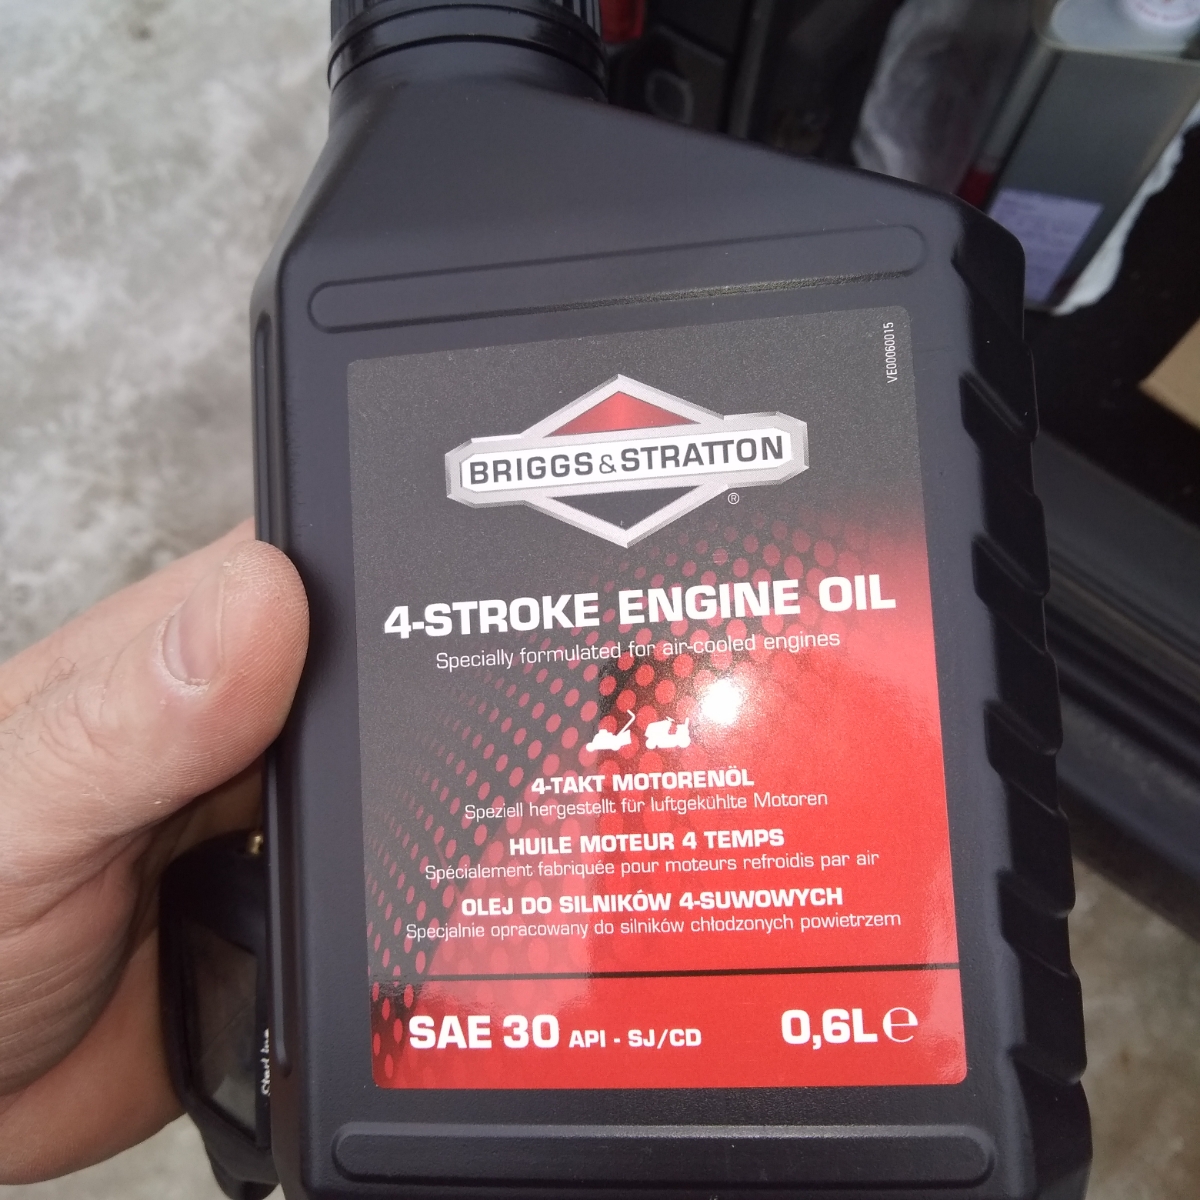 VE00060015
BRIGGS & STRATTON
®
4-STROKE ENGINE OIL
Specially formulated for air-cooled engines
4-TAKT MOTORENÖL
Speziell hergestellt für luftgekühlte Motoren
HUILE MOTEUR 4 TEMPS
Spécialement fabriquée pour moteurs refroidis par air
OLEJ DO SILNIKÓW 4-SUWOWYCH
Specjalnie opracowany do silników chłodzonych powietrzem
SAE 30 API - SJ/CD 0,6L e